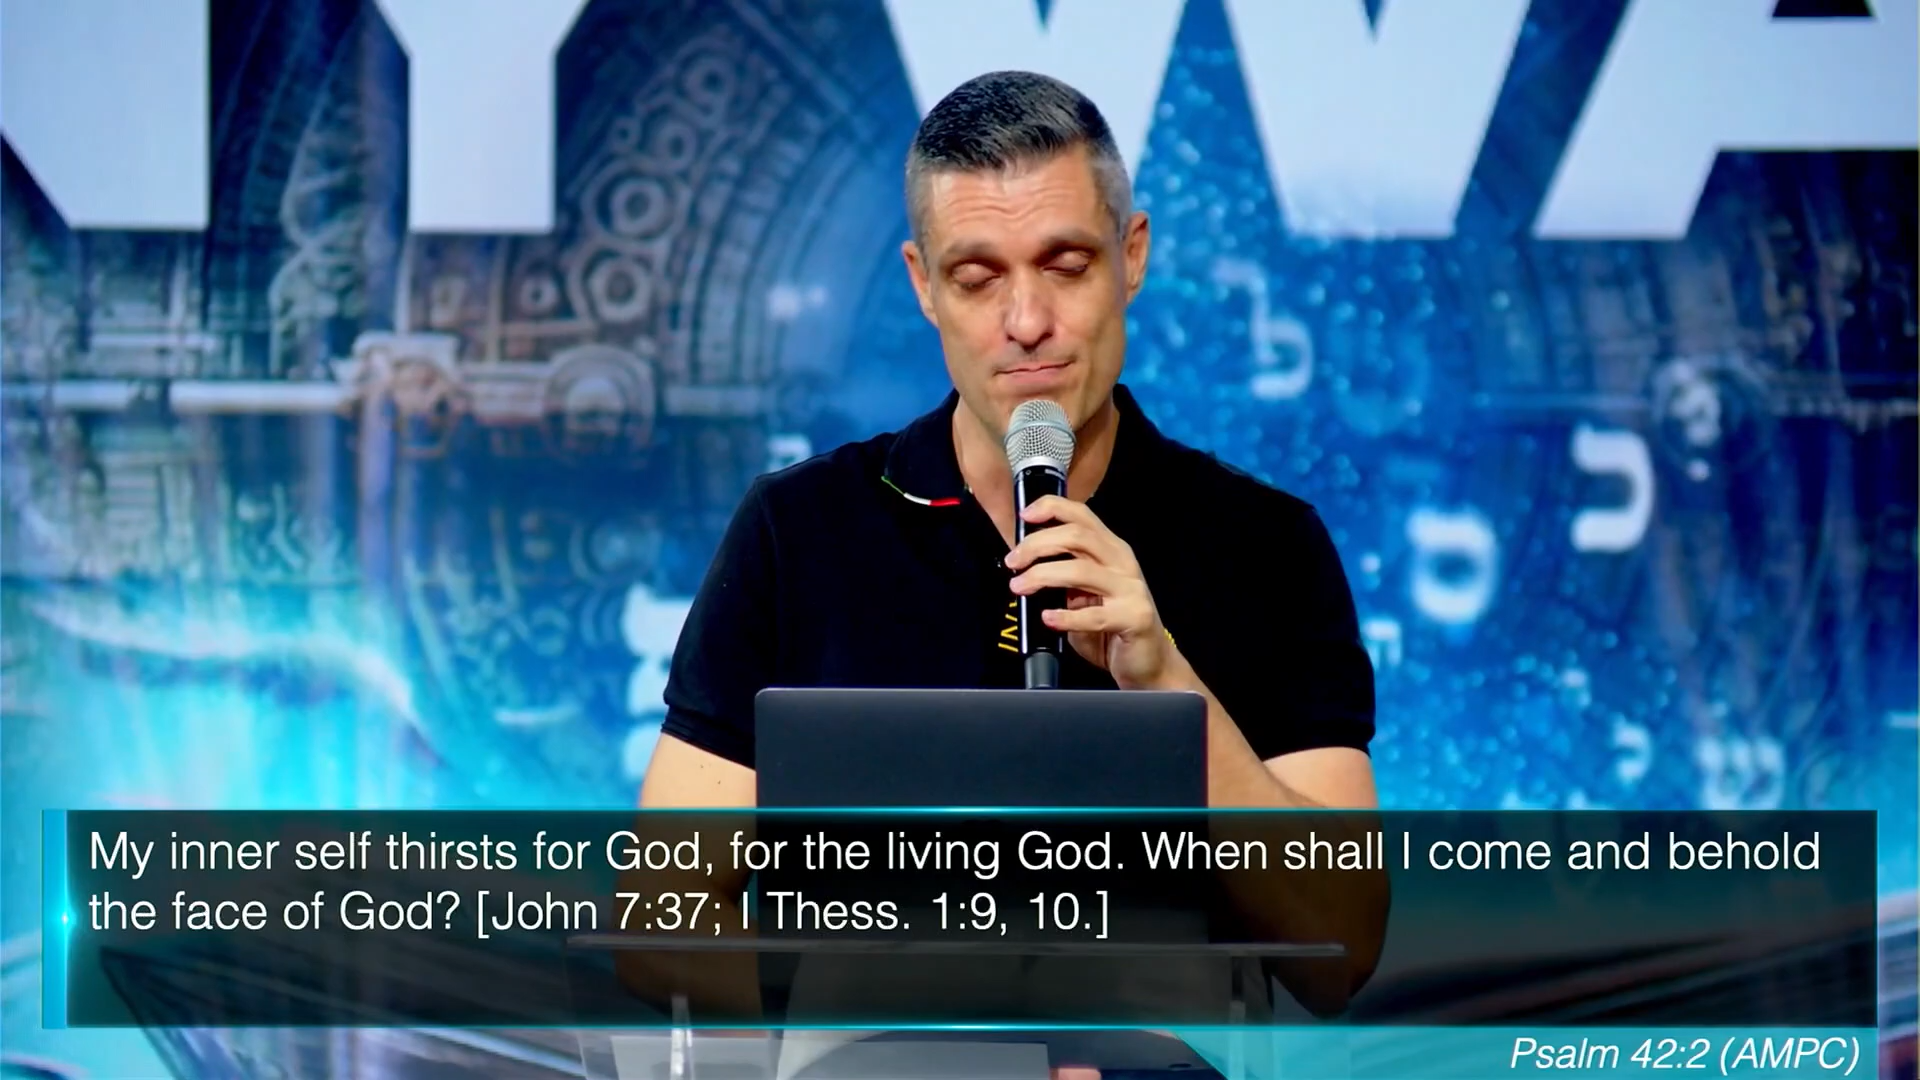 Y WA
My inner self thirsts for God, for the living God. When shall I come and behold
the face of God? [John 7:37; I Thess. 1:9, 10.]
Psalm 42:2 (AMPC)